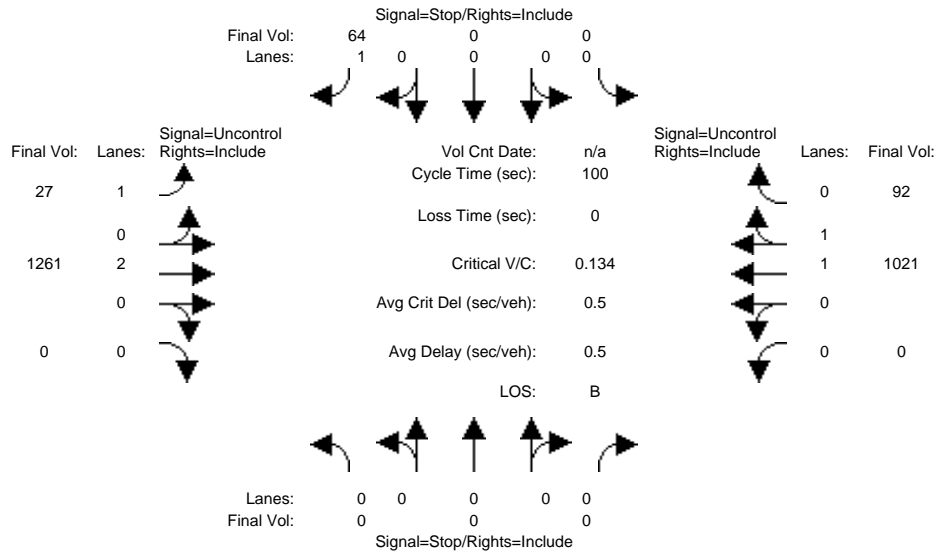 Signal=Stop/Rights=Include
Final Vol: 64 0 0
Lanes: 1 0 0 0 0
Signal=Uncontrol
Final Vol: Lanes: Rights=Include
Vol Cnt Date: n/a
Signal=Uncontrol
Rights=Include Lanes: Final Vol:
Cycle Time (sec): 100
27 1
0 92
Loss Time (sec): 0
0
1
1261 2
Critical V/C: 0.134
1 1021
0
Avg Crit Del (sec/veh): 0.5
0
0 0
Avg Delay (sec/veh): 0.5
0 0
LOS: B
Lanes: 0 0 0 0 0
Final Vol: 0 0 0
Signal=Stop/Rights=Include